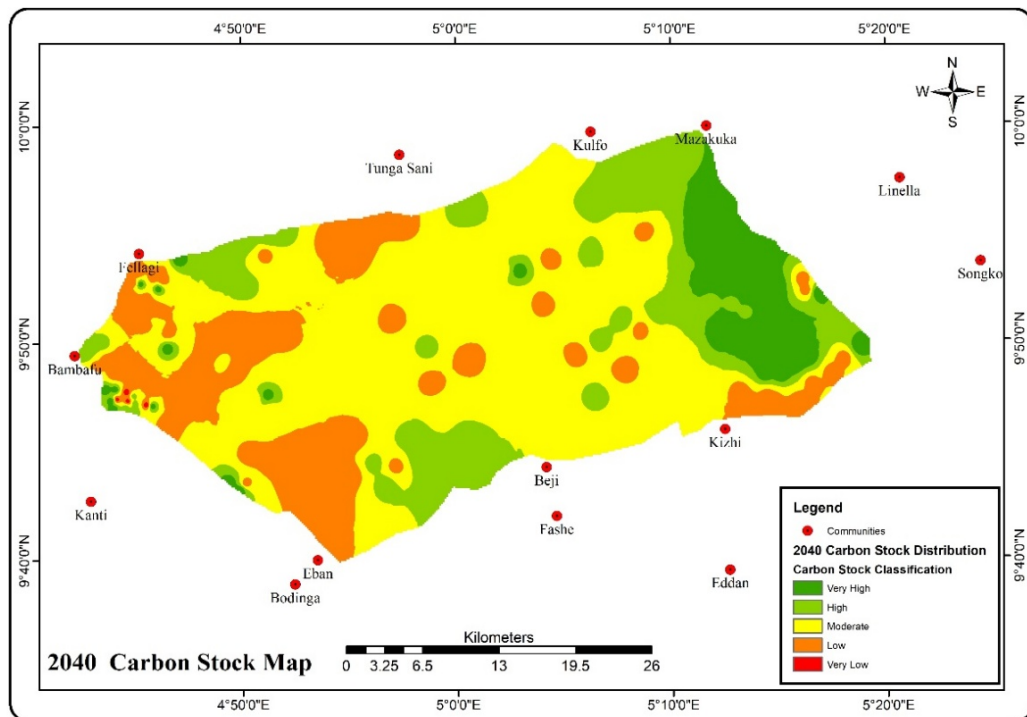 4°50'0"E 5°0'0"E 5°10'0"E 5°20'0"E
N
W E
S
10°0'0"N 10°0'0"N
Kulfo
Mazakuka
Tunga Sani
Linella
Fellagi
Songko
9°50'0"N 9°50'0"N
Bambafu
Kizhi
Beji
Kanti
Fashe
Eban
Bodinga
Eddan
9°40'0"N 9°40'0"N
Legend
Communities
2040 Carbon Stock Distribution
Carbon Stock Classification
Very High
High
Moderate
Low
Very Low
Kilometers
0 3.25 6.5 13 19.5 26
2040 Carbon Stock Map
4°50'0"E 5°0'0"E 5°10'0"E 5°20'0"E